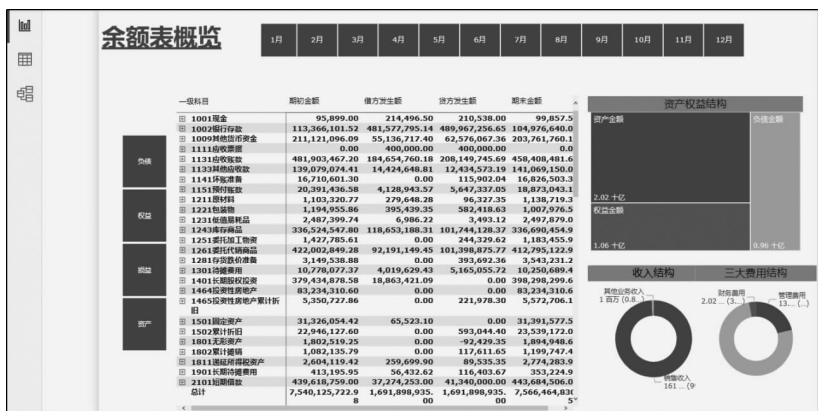 余额表概览
1月 2月 3月 4月 5月 6月 7月 8月 9月 10月 11月 12月
一级科目 期初金额 借方发生额 贷方发生额 期末金额
1001现金 95,899.00 214,496.50 210,538.00 99,857.5
1002银行存款 113,366,101.52 481,577,795.14 489,967,256.65 104,976,640.0
1009其他货币资金 211,121,096.09 55,136,717.40 62,576,067.36 203,761,760.1
1111应收票据 0.00 400,000.00 400,000.00 0.0
1131应收账款 481,903,467.20 184,654,760.18 208,149,745.69 458,408,481.6
1133其他应收款 139,079,074.41 14,424,648.81 12,434,573.19 141,069,150.0
1141坏账准备 16,710,601.30 0.00 115,902.04 16,826,503.3
1151预付账款 20,391,436.58 4,128,943.57 5,647,337.05 18,873,043.1
1211原材料 1,103,320.77 279,648.28 96,327.35 1,138,719.3
1221包装物 1,194,955.86 395,439.35 582,418.63 1,007,976.5
1231低值易耗品 2,487,399.74 6,986.22 3,493.12 2,497,879.0
1243库存商品 336,524,547.80 118,653,188.31 101,744,128.37 336,690,454.9
1251委托加工物资 1,427,785.61 0.00 244,329.62 1,183,455.9
1261委托代销商品 422,002,849.28 92,191,149.45 101,398,875.77 412,795,122.9
1281存货跌价准备 3,149,538.88 0.00 393,692.36 3,543,231.2
1301待摊费用 10,778,077.37 4,019,629.43 5,165,055.72 10,250,689.4
1401长期股权投资 379,434,878.58 18,863,421.09 0.00 398,298,299.6
1464投资性房地产 83,234,310.60 0.00 0.00 83,234,310.6
1465投资性房地产累计折旧 5,350,727.86 0.00 221,978.30 5,572,706.1
1501固定资产 31,326,054.42 65,523.10 0.00 31,391,577.5
1502累计折旧 22,946,127.60 0.00 593,044.40 23,539,172.0
1801无形资产 1,802,519.25 0.00 -92,429.35 1,894,948.6
1802累计摊销 1,082,135.79 0.00 117,611.65 1,199,747.4
1811递延所得税资产 2,604,119.42 259,699.90 89,535.35 2,774,283.9
1901长期待摊费用 413,195.95 56,432.62 116,403.67 353,224.9
2101短期借款 439,618,759.00 37,274,253.00 41,340,000.00 443,684,506.0
总计 7,540,125,722.98 1,691,898,935.00 1,691,898,935.00 7,566,464,83
负债
权益
损益
资产
资产权益结构
资产金额
2.02 十亿
权益金额
1.06 十亿
负债金额
0.96 十亿
收入结构
其他业务收入
1 百万 (0.8...)
销售收入
161 ... (9
三大费用结构
财务费用
2.02 ... (3...)
管理费用
13.... (...)